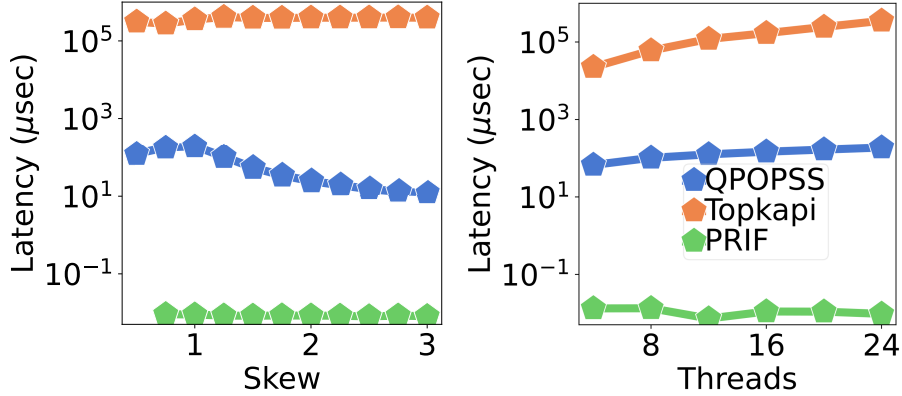 Latency (μsec)
10^5
10^3
10^1
10^-1
1
2
3
Skew
Latency (μsec)
10^5
10^3
10^1
10^-1
8
16
24
Threads
QPOPSS
Topkapi
PRIF